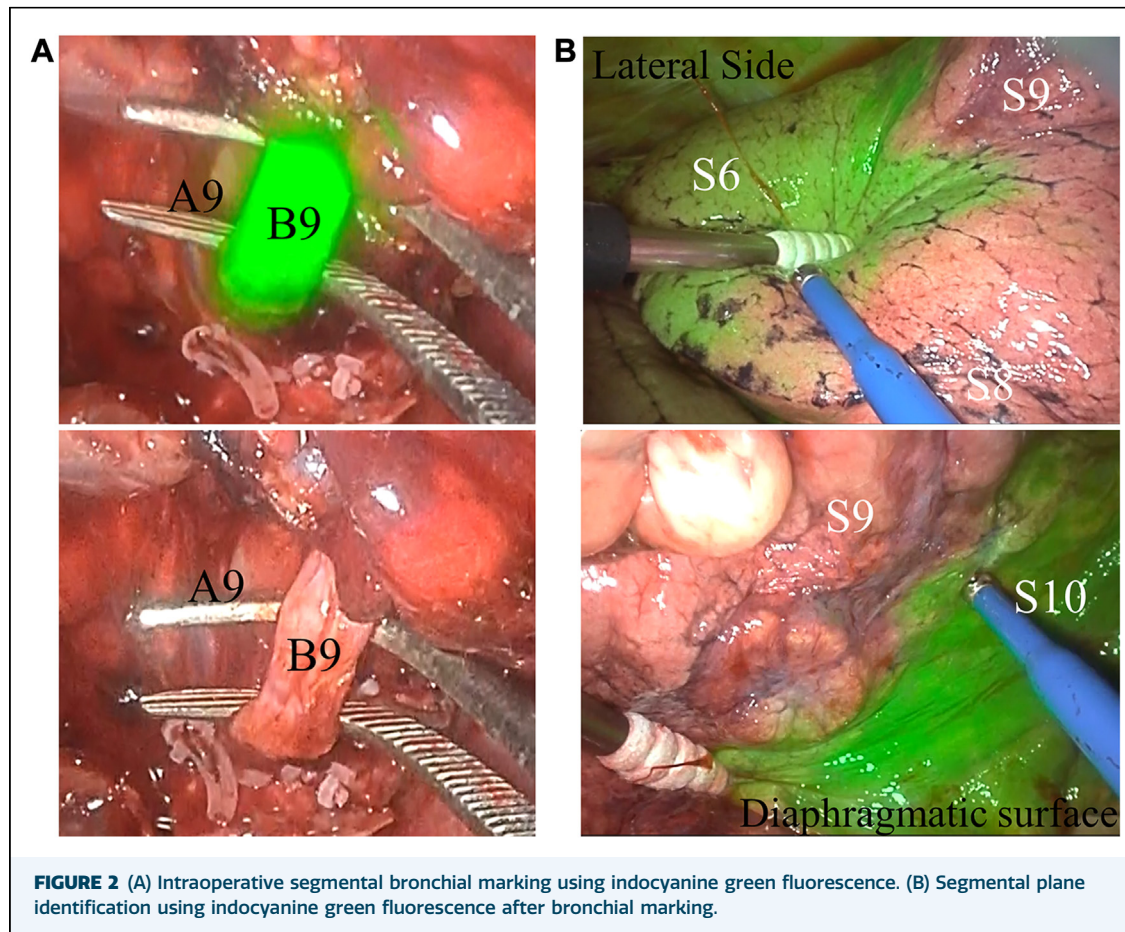 A
A9
B9
A9
B9
B
Lateral Side
S9
S6
S8
S9
S10
Diaphragmatic surface
FIGURE 2 (A) Intraoperative segmental bronchial marking using indocyanine green fluorescence. (B) Segmental plane
identification using indocyanine green fluorescence after bronchial marking.